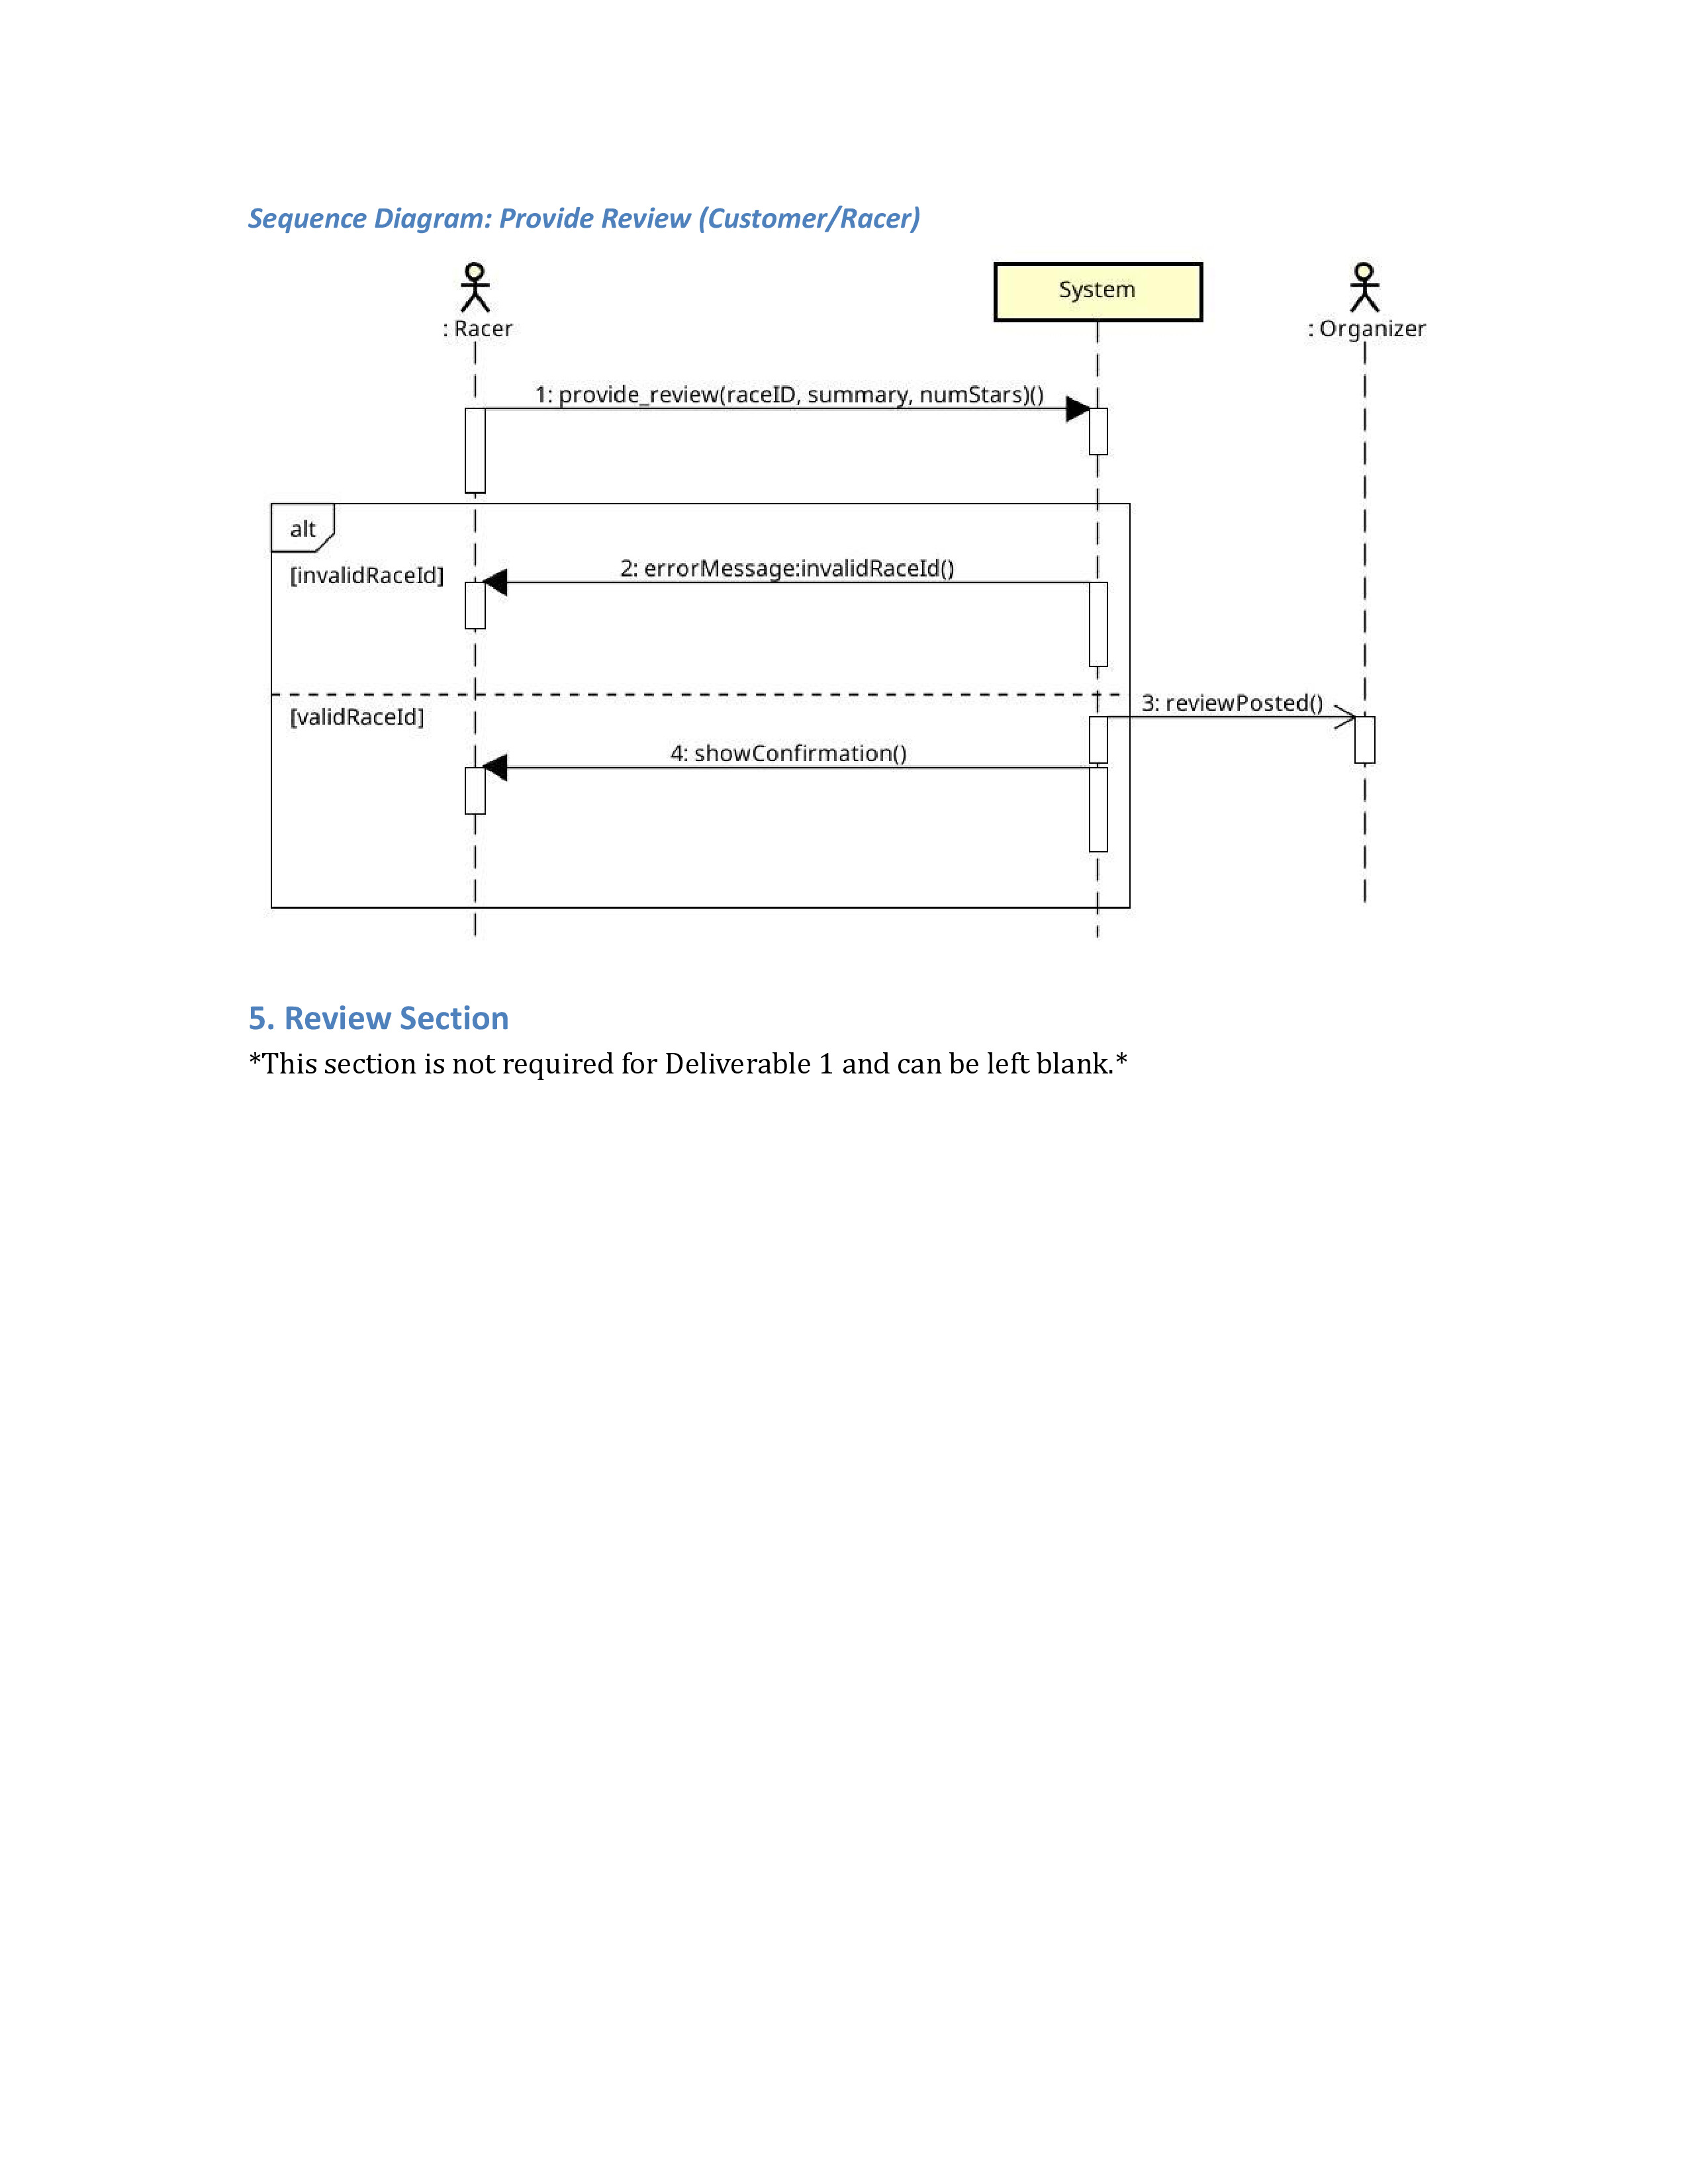 Sequence Diagram: Provide Review (Customer/Racer)
: Racer
System
: Organizer
1: provide_review(raceID, summary, numStars)()
alt
[invalidRaceId]
2: errorMessage:invalidRaceId()
3: reviewPosted()
[validRaceId]
4: showConfirmation()
5. Review Section
*This section is not required for Deliverable 1 and can be left blank.*